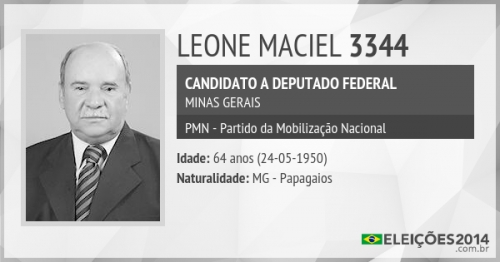 LEONE MACIEL 3344
CANDIDATO A DEPUTADO FEDERAL
MINAS GERAIS
PMN - Partido da Mobilização Nacional
Idade: 64 anos (24-05-1950)
Naturalidade: MG - Papagaios
ELEIÇÕES2014
.com.br